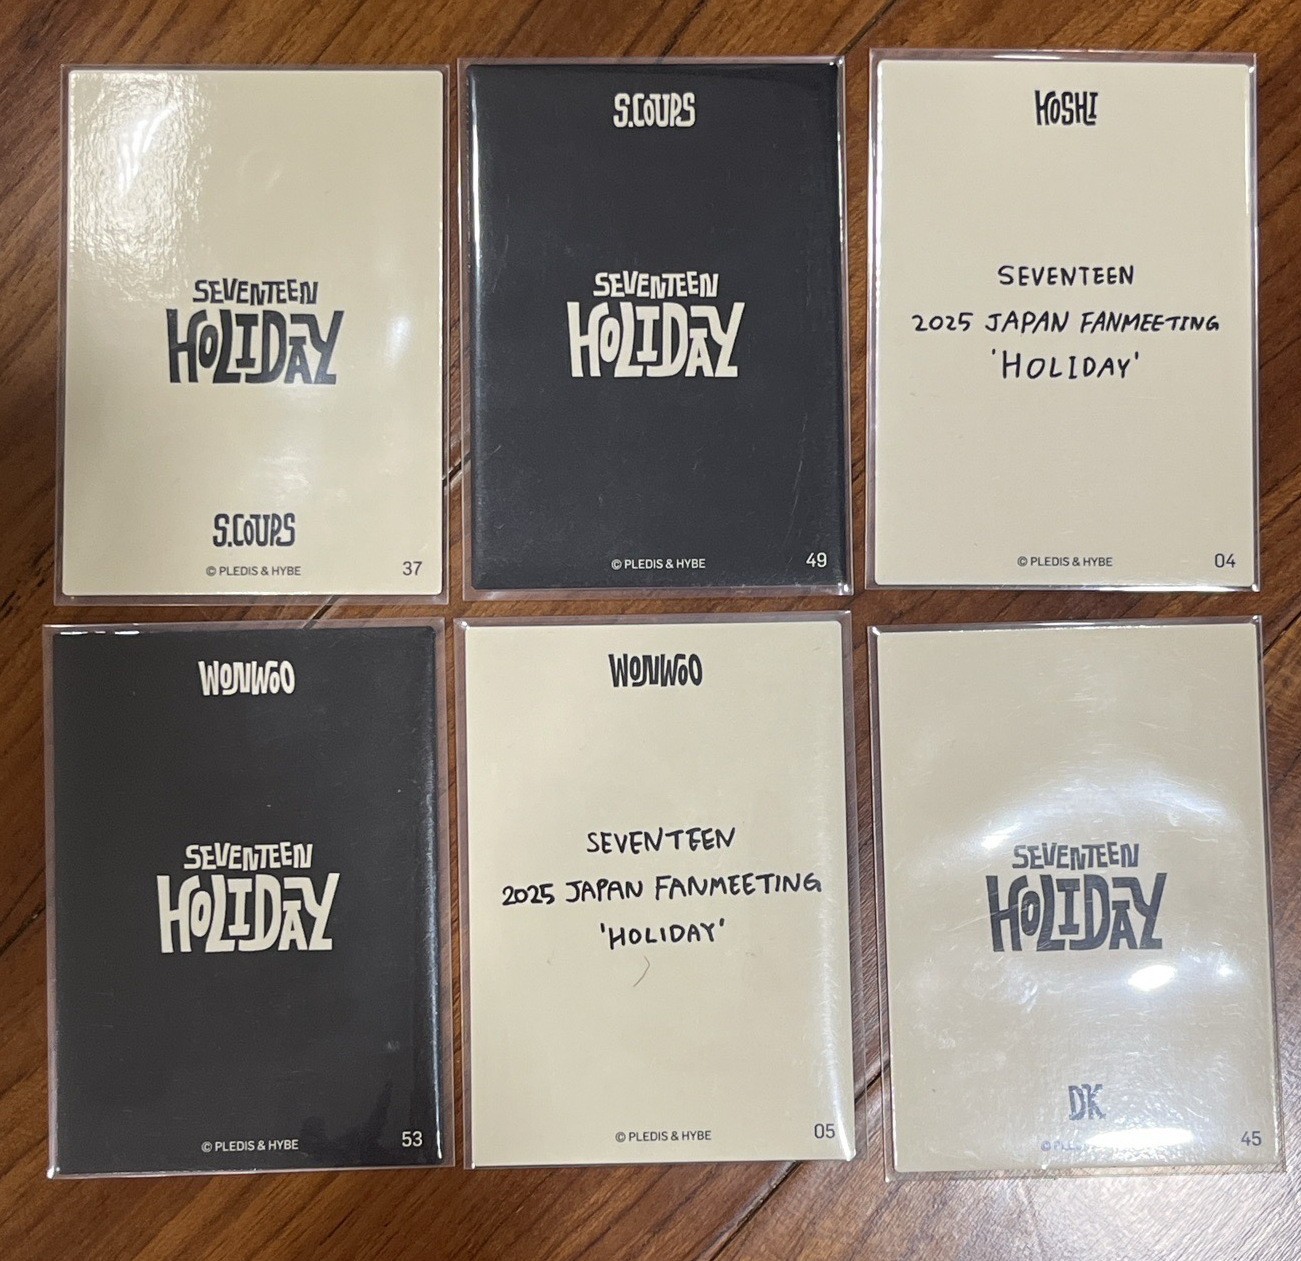 SEVENTEEN
HOLIDAY
S.COUPS
© PLEDIS & HYBE
37
S.COUPS
SEVENTEEN
HOLIDAY
© PLEDIS & HYBE
49
HOSHI
SEVENTEEN
2025 JAPAN FANMEETING
'HOLIDAY'
© PLEDIS & HYBE
04
WONWOO
SEVENTEEN
HOLIDAY
© PLEDIS & HYBE
53
WONWOO
SEVENTEEN
2025 JAPAN FANMEETING
'HOLIDAY'
© PLEDIS & HYBE
05
SEVENTEEN
HOLIDAY
DK
©
45